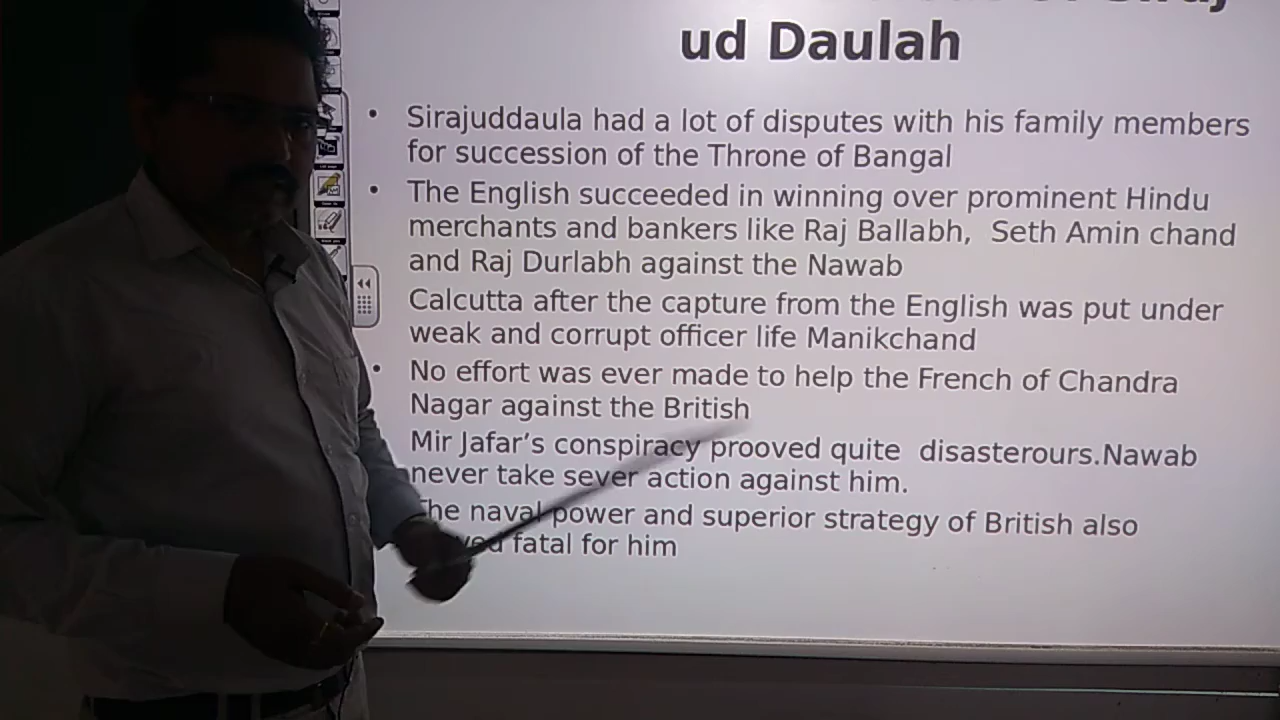 ud Daulah
• Sirajuddaula had a lot of disputes with his family members
for succession of the Throne of Bangal
• The English succeeded in winning over prominent Hindu
merchants and bankers like Raj Ballabh, Seth Amin chand
and Raj Durlabh against the Nawab
Calcutta after the capture from the English was put under
weak and corrupt officer life Manikchand
• No effort was ever made to help the French of Chandra
Nagar against the British
Mir Jafar’s conspiracy prooved quite disasterours.Nawab
never take sever action against him.
The naval power and superior strategy of British also
fatal for him